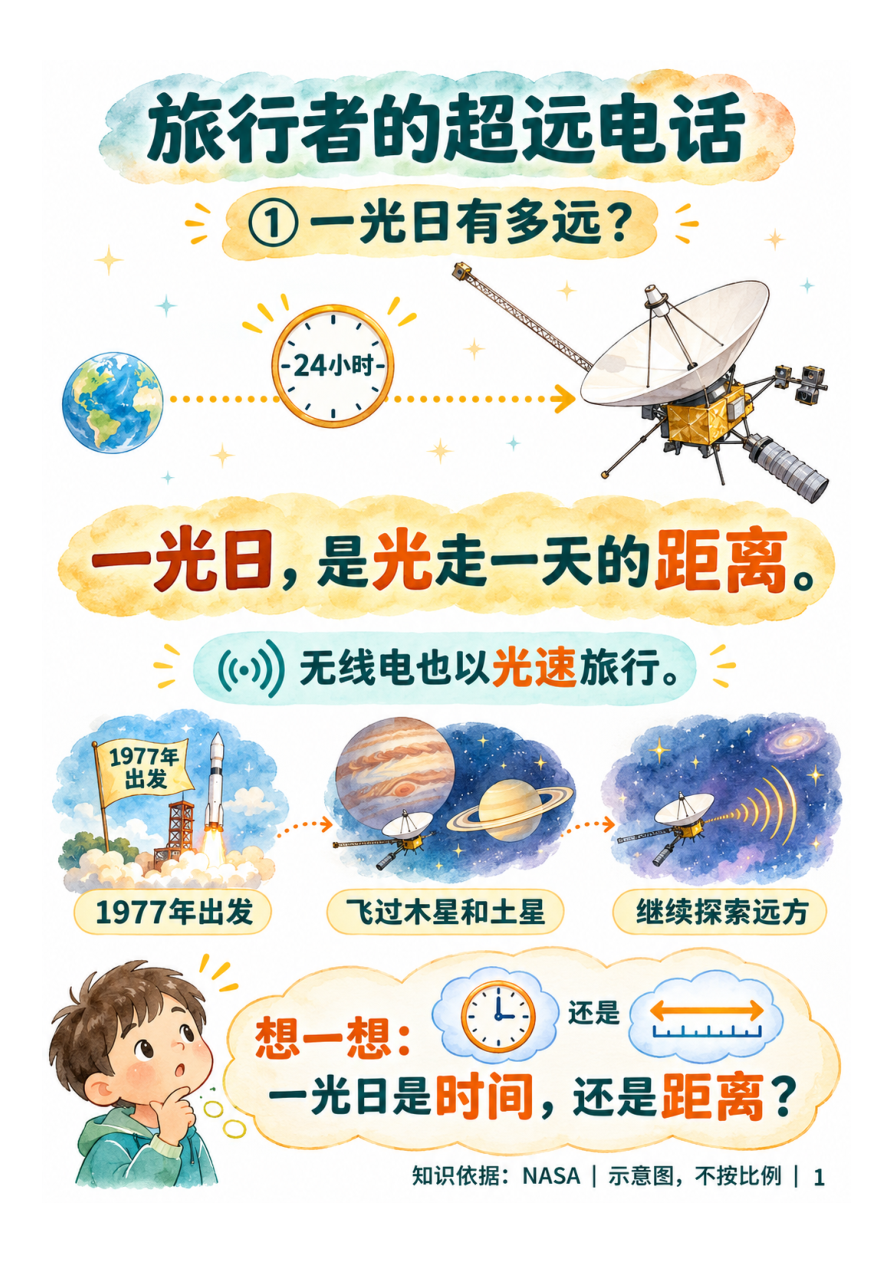 旅行者的超远电话
① 一光日有多远？
24小时
一光日，是光走一天的距离。
无线电也以光速旅行。
1977年
出发
1977年出发
飞过木星和土星
继续探索远方
想一想：
还是
一光日是时间，还是距离？
知识依据：NASA | 示意图，不按比例 | 1